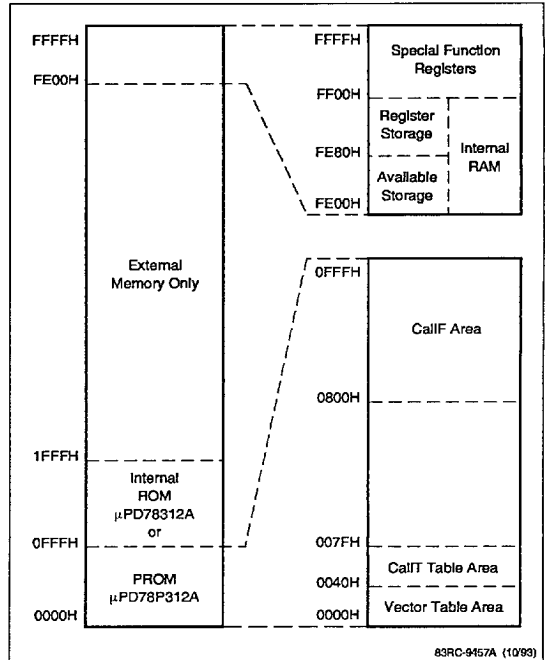 FFFFH
FE00H
External
Memory Only
1FFFH
Internal
ROM
μPD78312A
or
0FFFH
PROM
μPD78P312A
0000H
FFFFH
Special Function
Registers
FF00H
Register
Storage
Internal
RAM
FE80H
Available
Storage
FE00H
0FFFH
CallF Area
0800H
007FH
CallT Table Area
0040H
Vector Table Area
0000H
83RC-9457A (10/93)